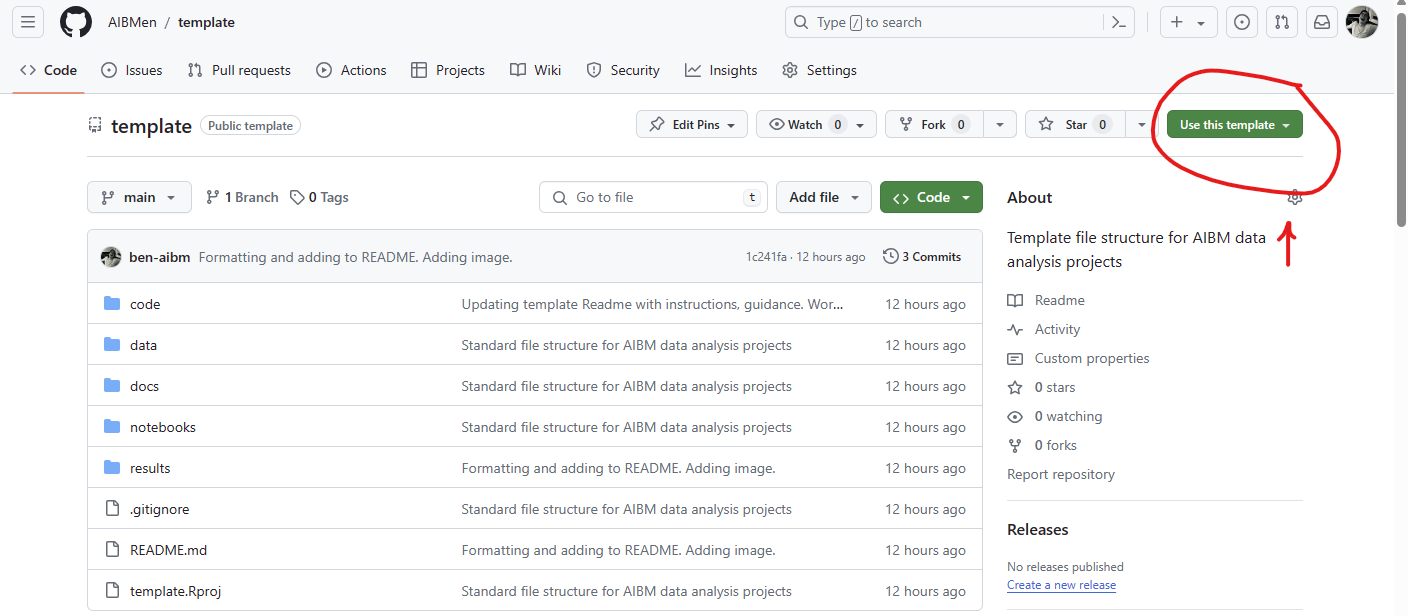 AIBMen / template
Type / to search
Code Issues Pull requests Actions Projects Wiki Security Insights Settings
template Public template Edit Pins Watch 0 Fork 0 Star 0 Use this template
main 1 Branch 0 Tags Go to file t Add file Code
ben-aibm Formatting and adding to README. Adding image. 1c241fa · 12 hours ago 3 Commits
code Updating template Readme with instructions, guidance. Wor... 12 hours ago
data Standard file structure for AIBM data analysis projects 12 hours ago
docs Standard file structure for AIBM data analysis projects 12 hours ago
notebooks Standard file structure for AIBM data analysis projects 12 hours ago
results Formatting and adding to README. Adding image. 12 hours ago
.gitignore Standard file structure for AIBM data analysis projects 12 hours ago
README.md Formatting and adding to README. Adding image. 12 hours ago
template.Rproj Standard file structure for AIBM data analysis projects 12 hours ago
About
Template file structure for AIBM data
analysis projects
Readme
Activity
Custom properties
0 stars
0 watching
0 forks
Report repository
Releases
No releases published
Create a new release